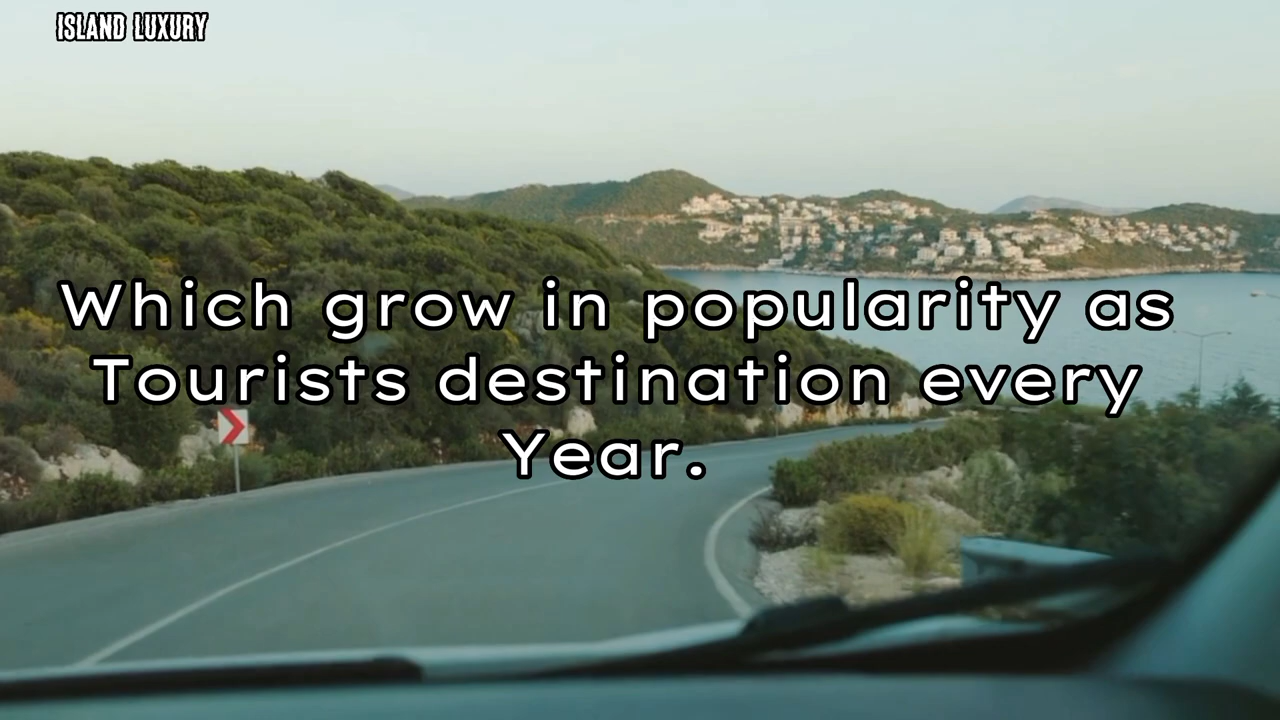 ISLAND LUXURY
Which grow in popularity as
Tourists destination every
Year.